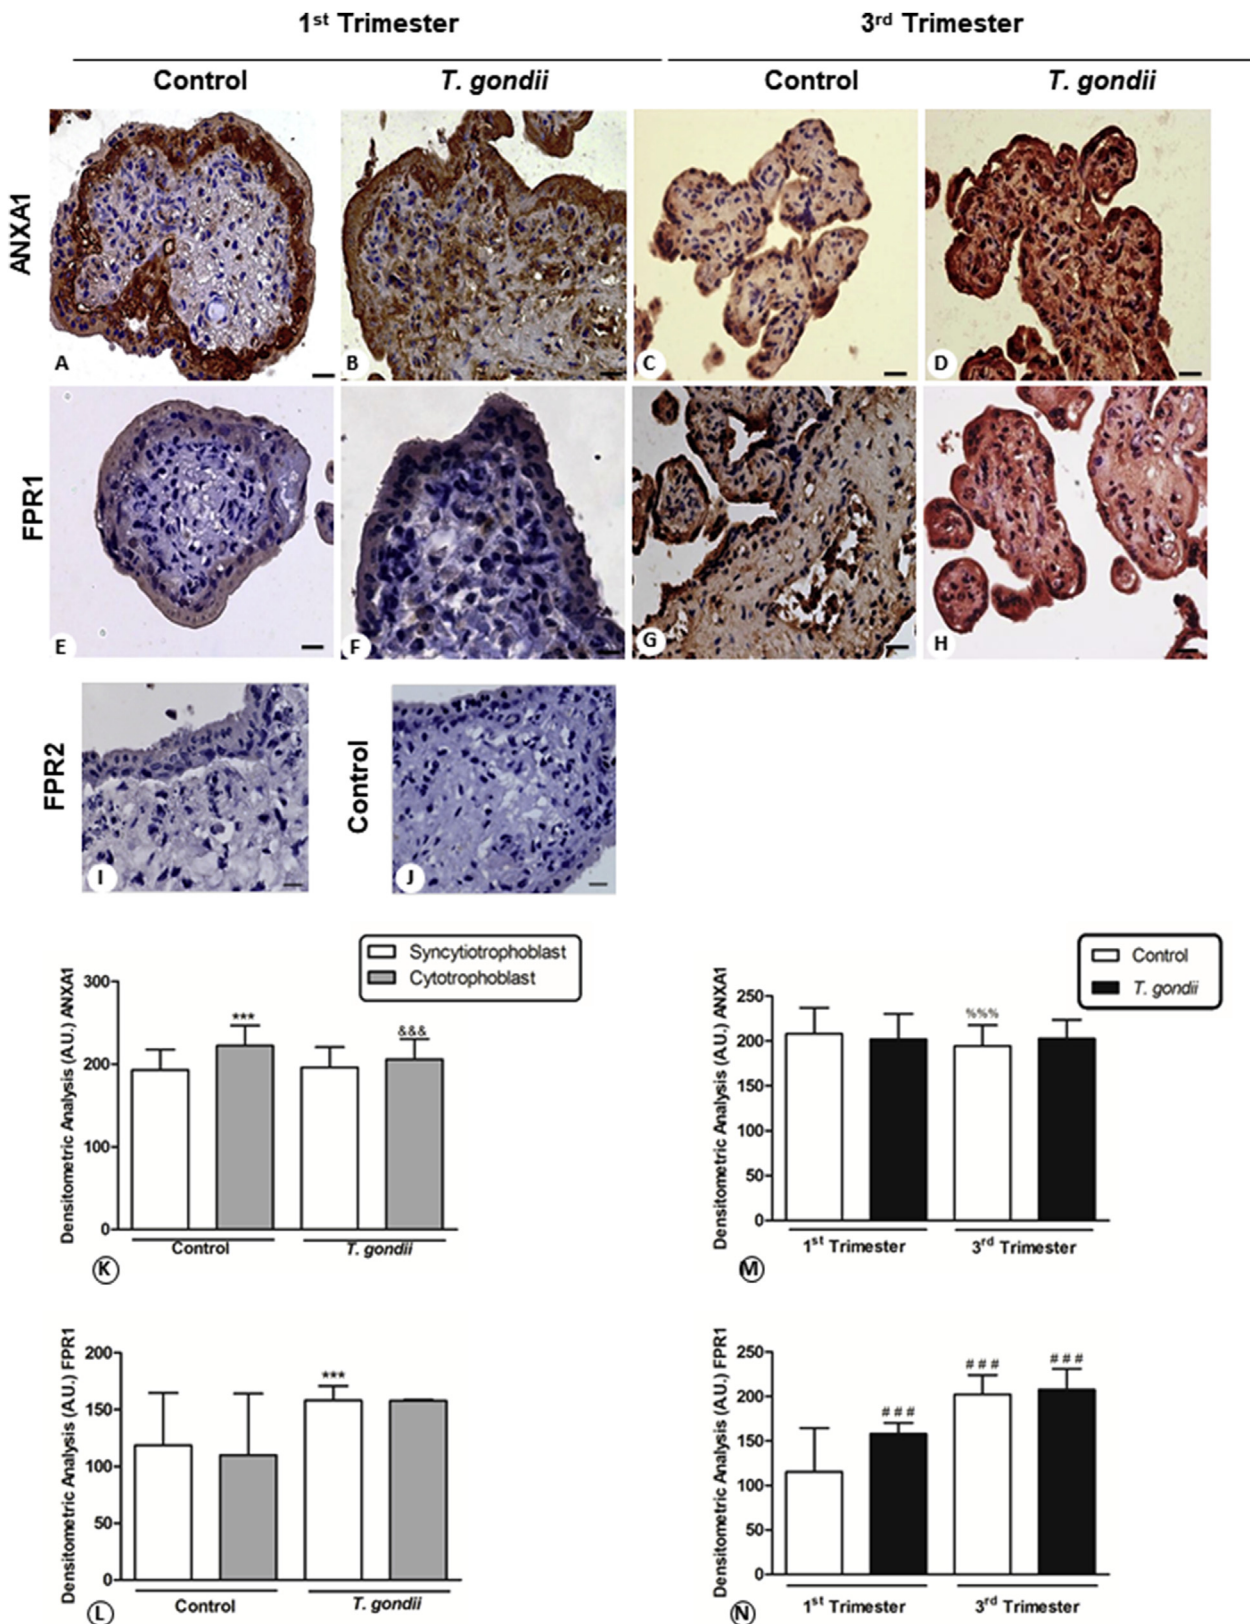 1st Trimester
3rd Trimester
Control
T. gondii
Control
T. gondii
ANXA1
A
B
C
D
FPR1
E
F
G
H
FPR2
I
Control
J
Syncytiotrophoblast
Cytotrophoblast
Densitometric Analysis (A.U.) ANXA1
300
200
100
0
***
&&&
Control
T. gondii
K
Control
T. gondii
Densitometric Analysis (A.U.) ANXA1
250
200
150
100
50
0
%%%
1st Trimester
3rd Trimester
M
Densitometric Analysis (A.U.) FPR1
200
150
100
50
0
***
Control
T. gondii
L
Densitometric Analysis (A.U.) FPR1
250
200
150
100
50
0
# # #
# # #
# # #
1st Trimester
3rd Trimester
N